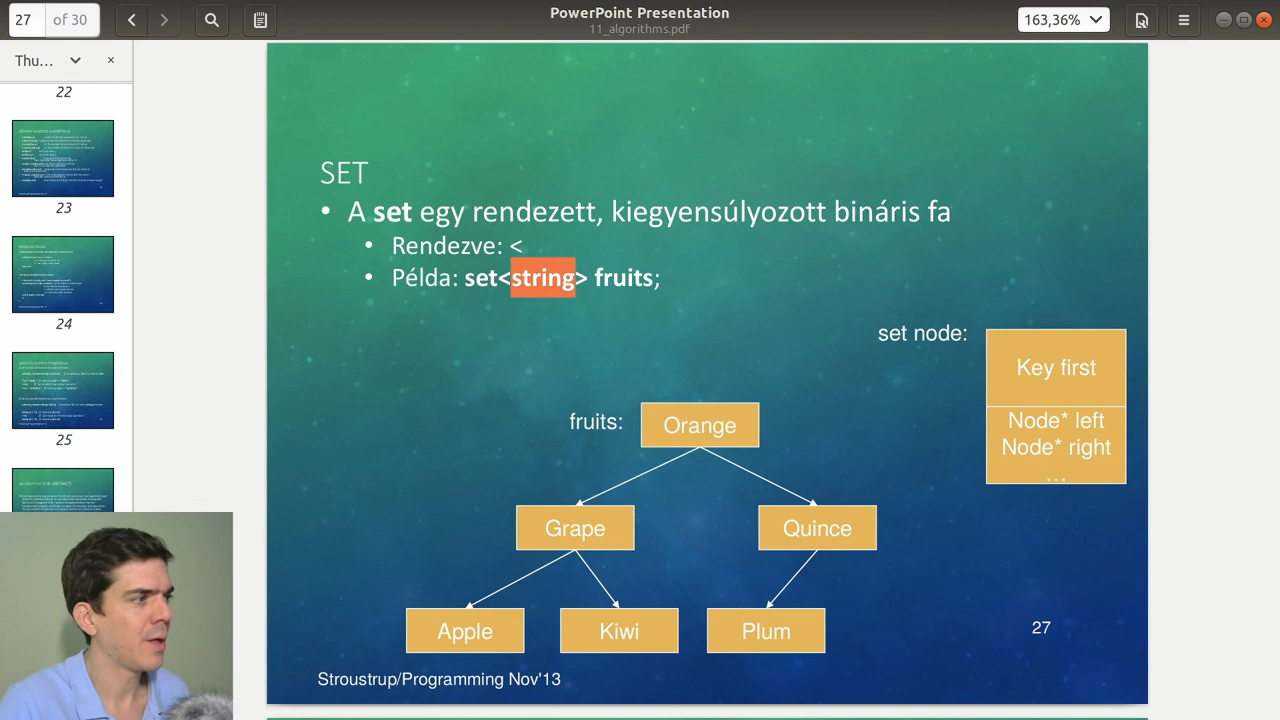 27 of 30
PowerPoint Presentation
11_algorithms.pdf
163,36%
Thu...
22
23
24
25
SET
• A set egy rendezett, kiegyensúlyozott bináris fa
• Rendezve: <
• Példa: set<string> fruits;
set node:
Key first
Node* left
Node* right
...
fruits:
Orange
Grape
Quince
Apple
Kiwi
Plum
27
Stroustrup/Programming Nov'13